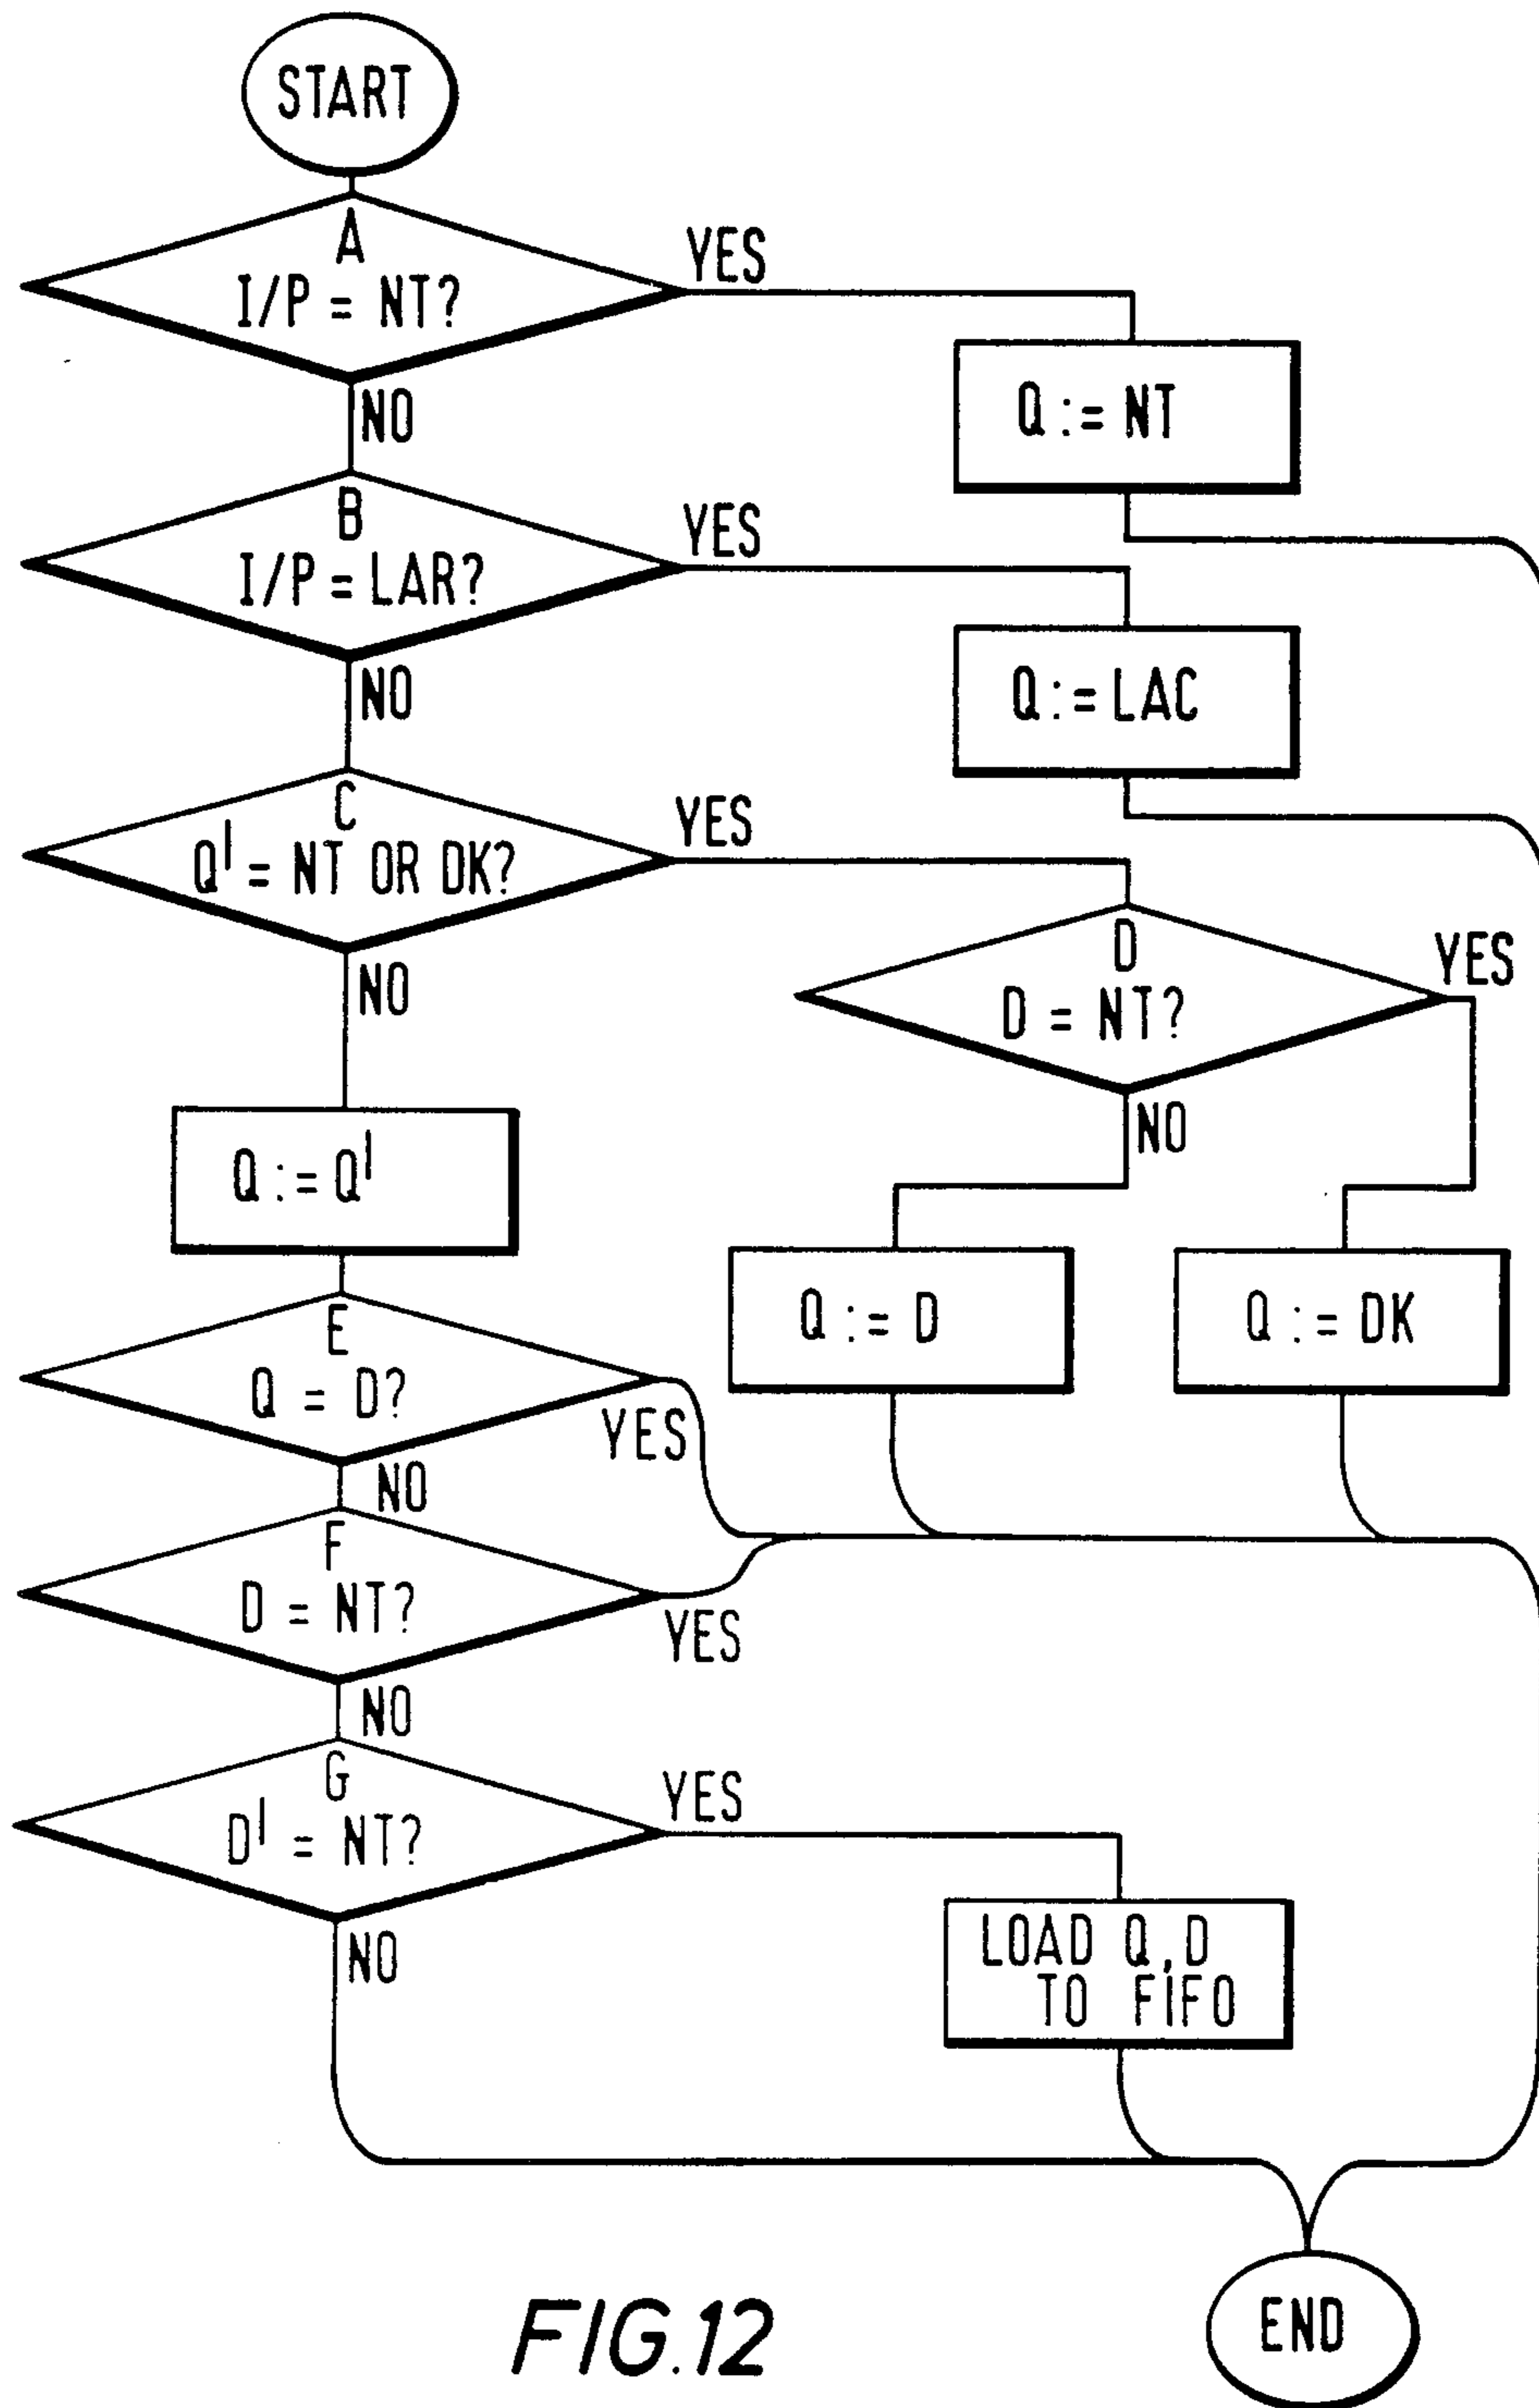 START
A
I/P = NT?
YES
NO
Q := NT
B
I/P = LAR?
YES
NO
Q := LAC
C
Q' = NT OR DK?
YES
NO
D
D = NT?
YES
NO
Q := Q'
Q := D
Q := DK
E
Q = D?
YES
NO
F
D = NT?
YES
NO
G
D' = NT?
YES
NO
LOAD Q,D
TO FIFO
END
FIG.12